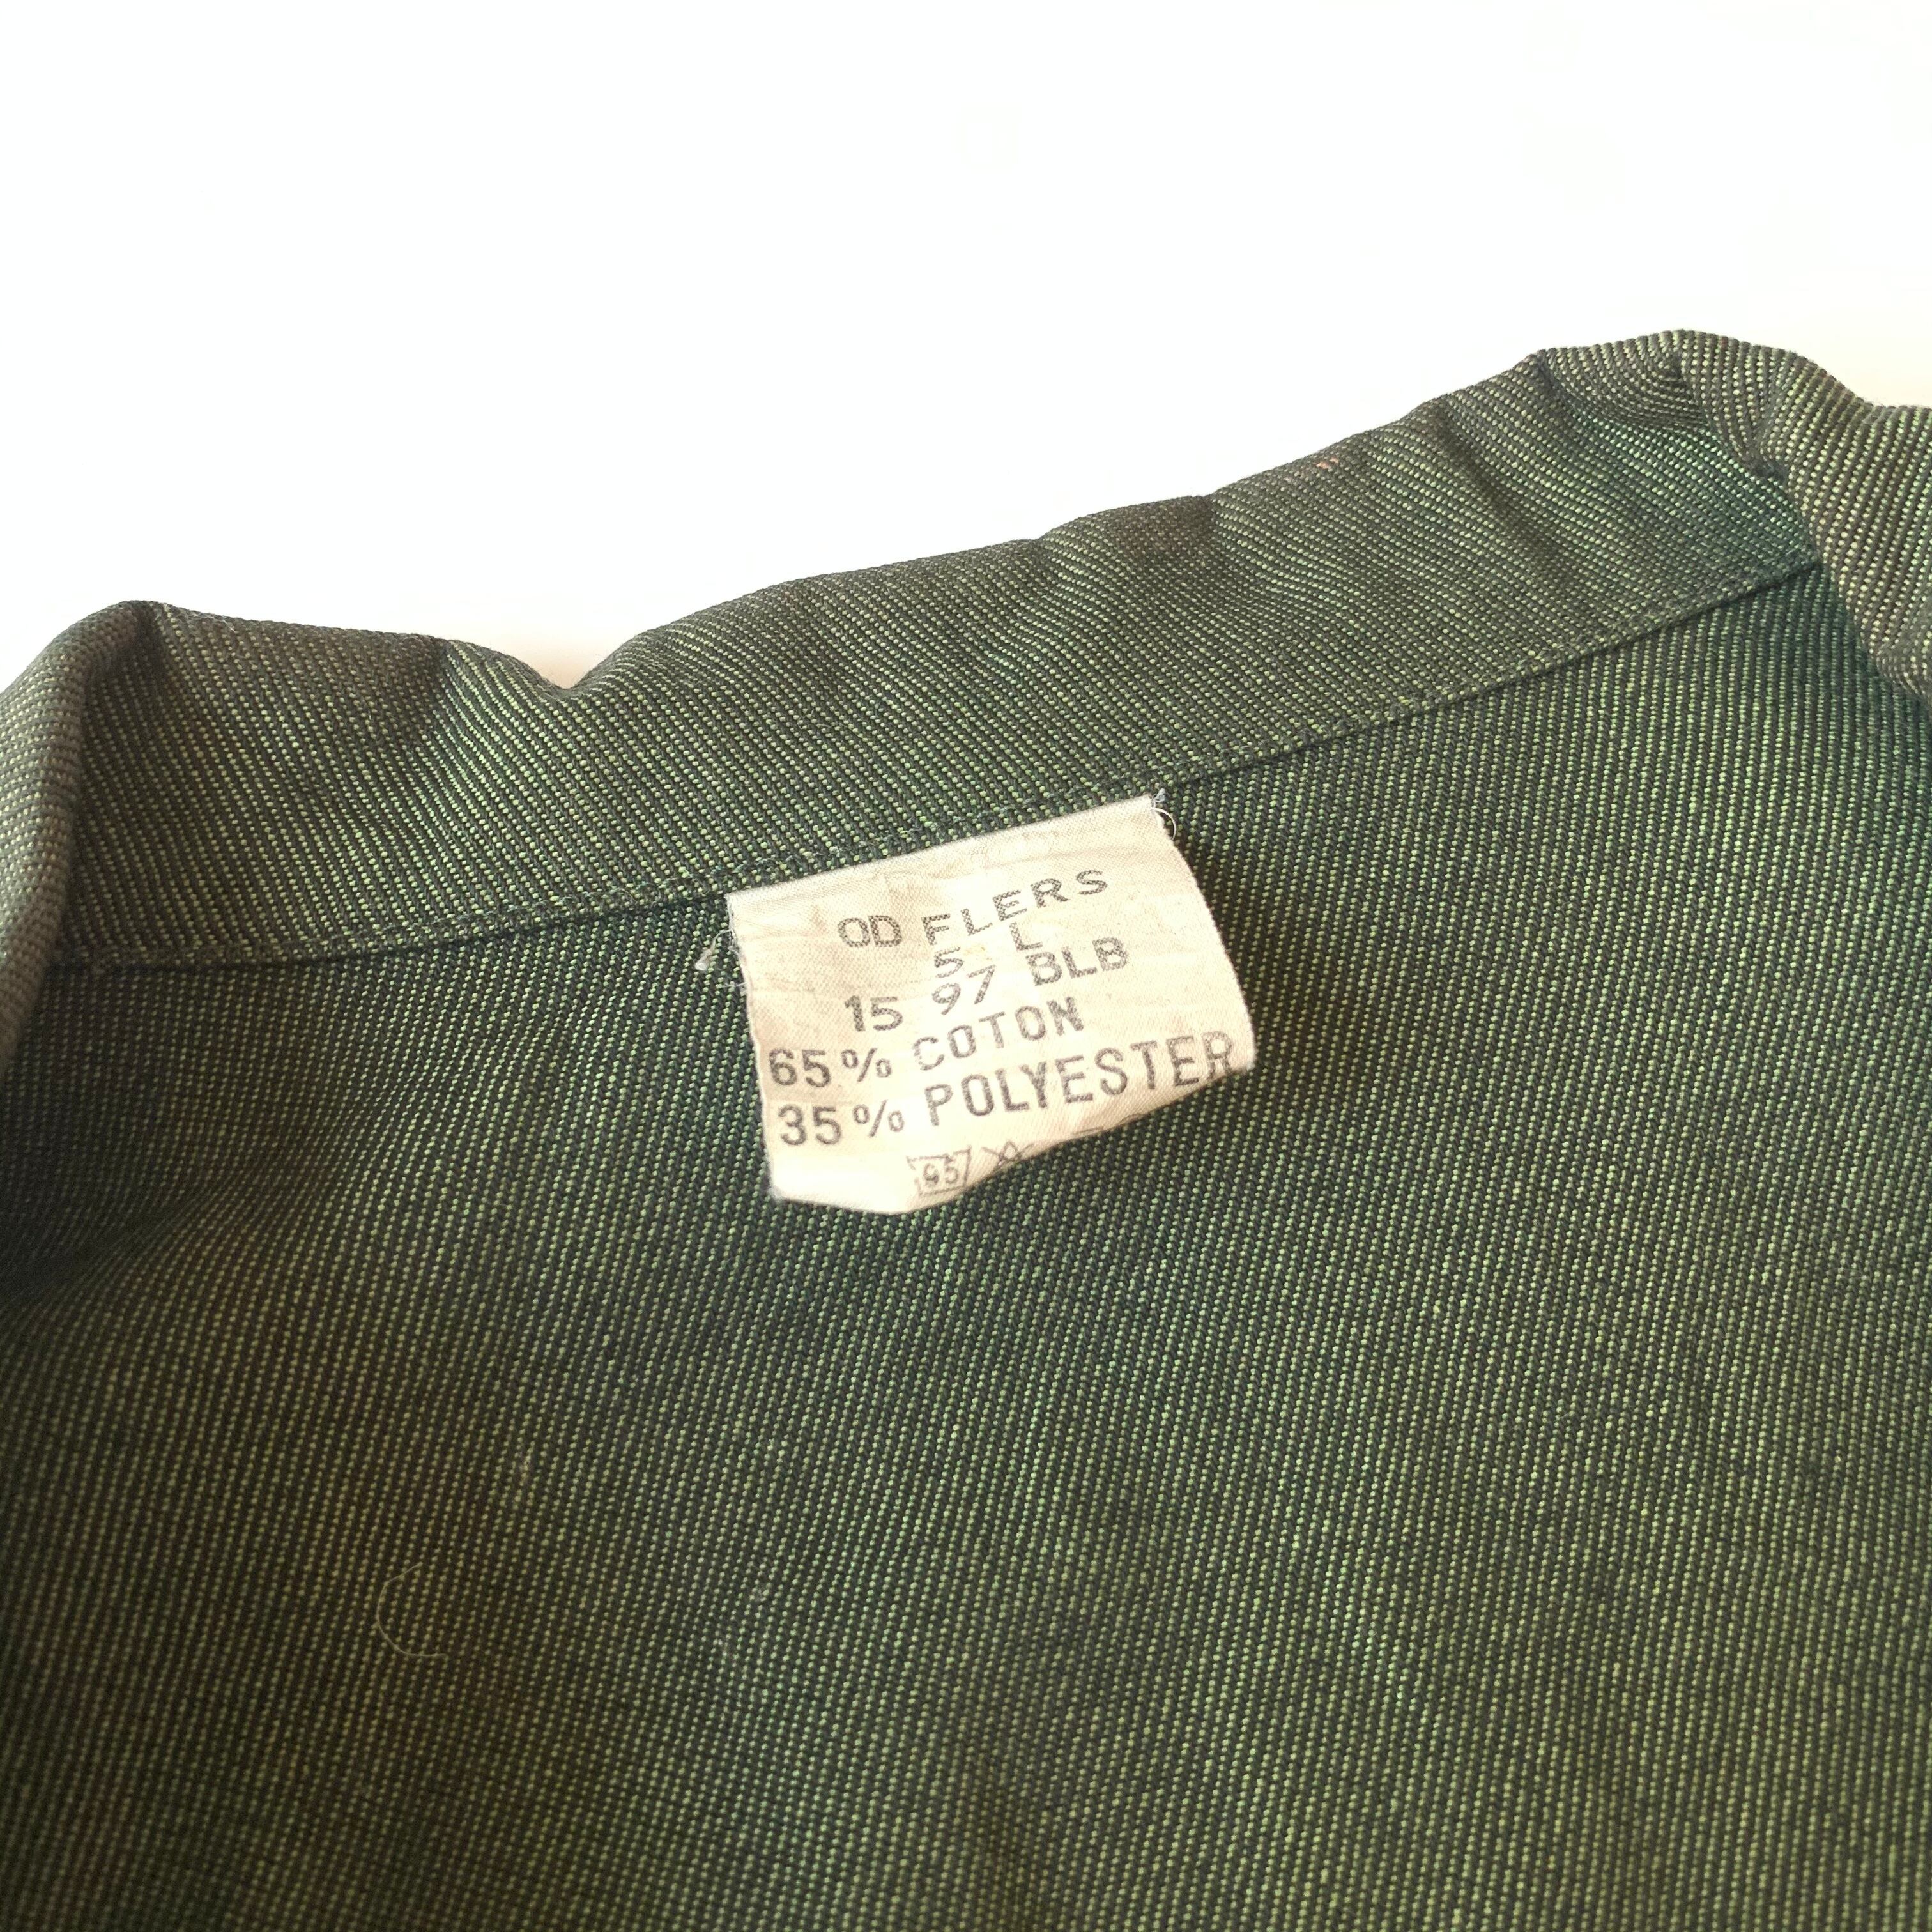 OD FLERS
5 L
15 97 BLB
65% COTON
35% POLYESTER
95